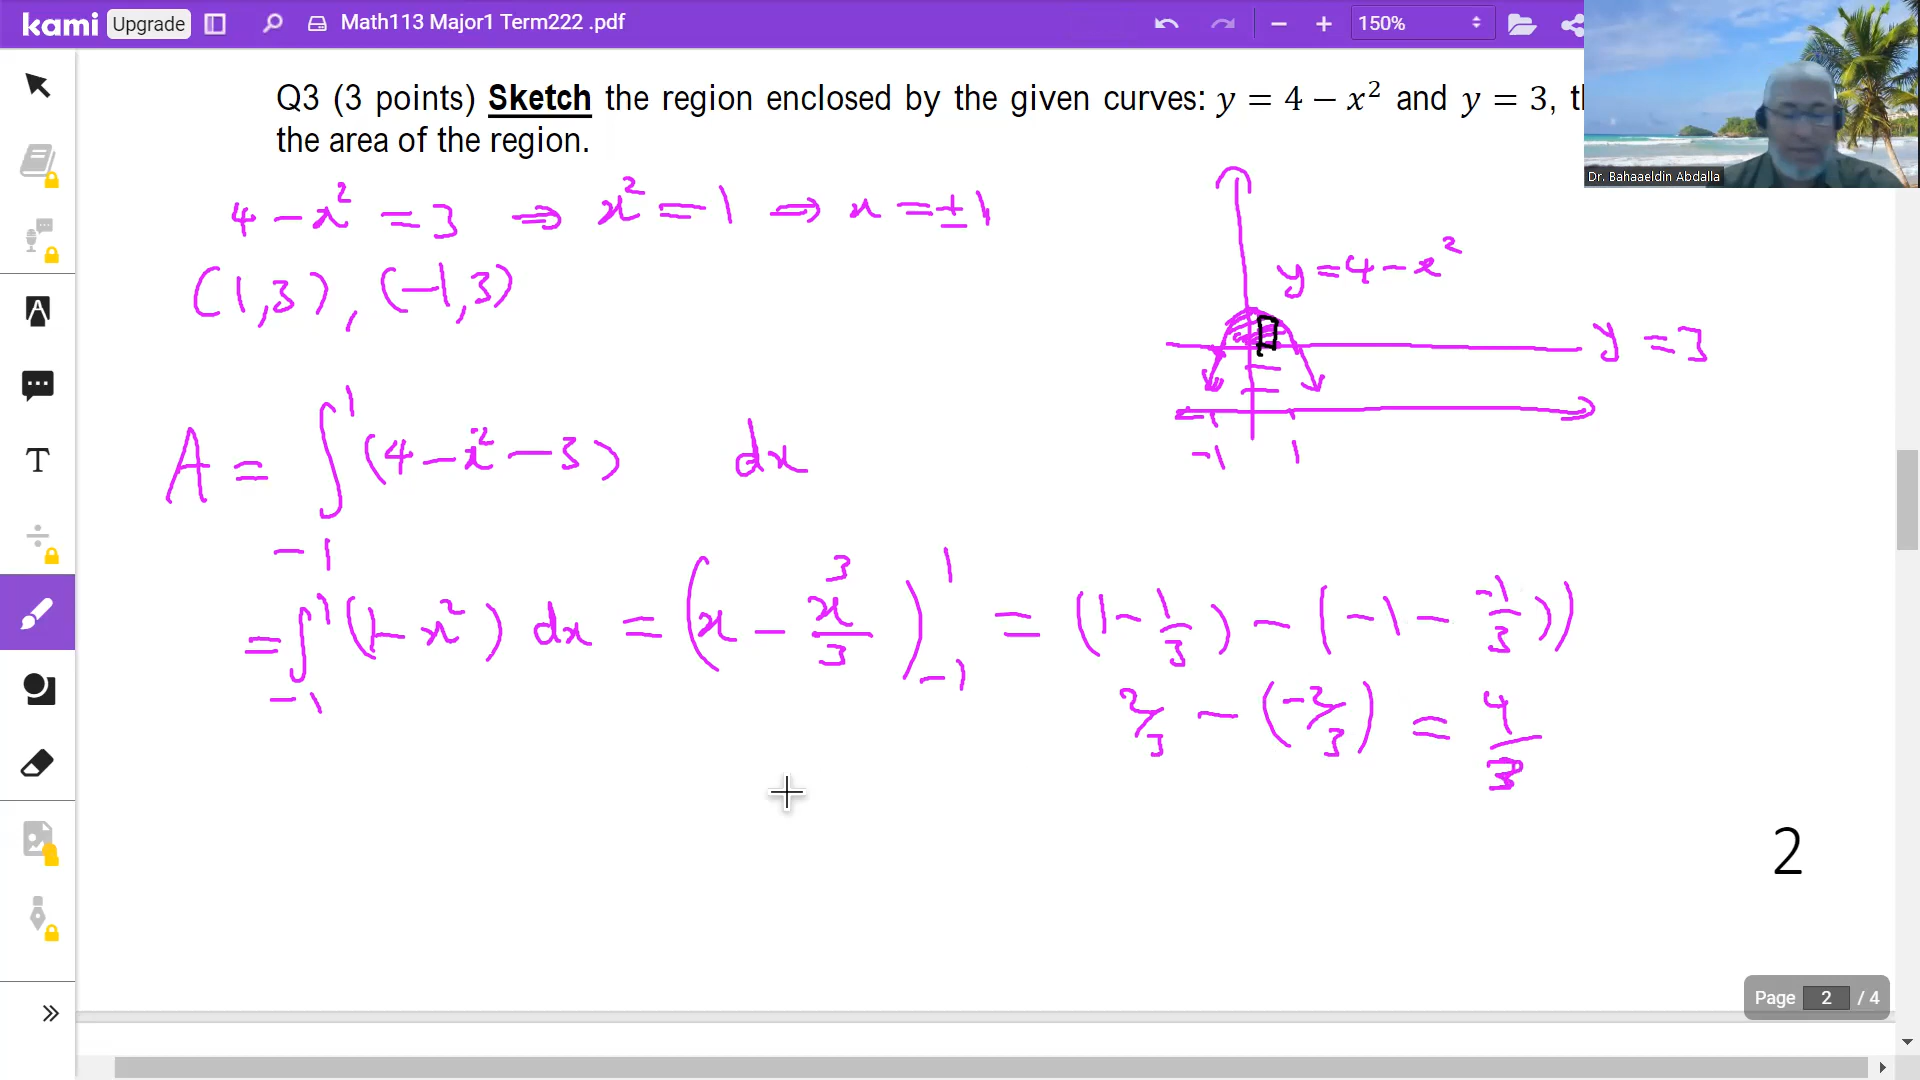 kami Upgrade Math113 Major1 Term222 .pdf 150%
Q3 (3 points) Sketch the region enclosed by the given curves: y = 4 − x² and y = 3,
the area of the region.
Dr. Bahaaeldin Abdalla
4 − x² = 3 ⇒ x² = 1 ⇒ x = ±1
(1,3), (−1,3)
y = 4 − x²
y = 3
−1 1
A = ∫₋₁¹ (4 − x² − 3) dx
= ∫₋₁¹ (1 − x²) dx = (x − x³/3)₋₁¹ = (1 − 1/3) − (−1 − −1/3))
2/3 − (−2/3) = 4/3
2
T
Page 2 / 4